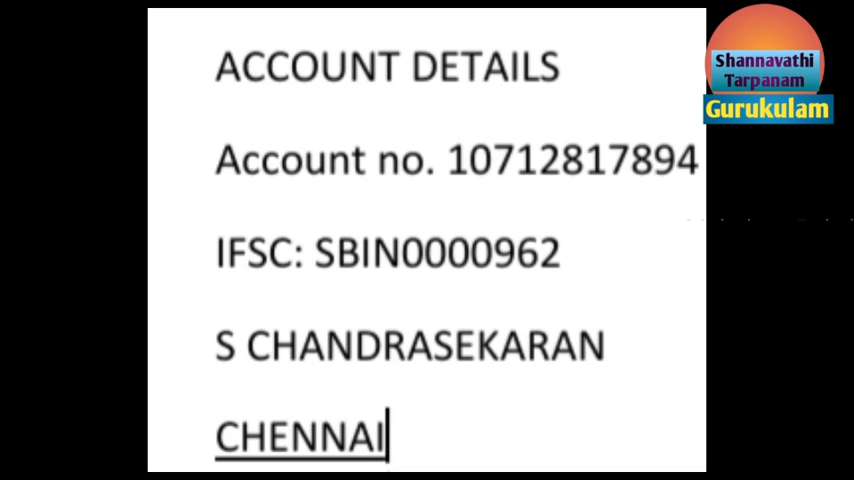 ACCOUNT DETAILS
Shannavathi
Tarpanam
Gurukulam
Account no. 10712817894
IFSC: SBIN0000962
S CHANDRASEKARAN
CHENNAI